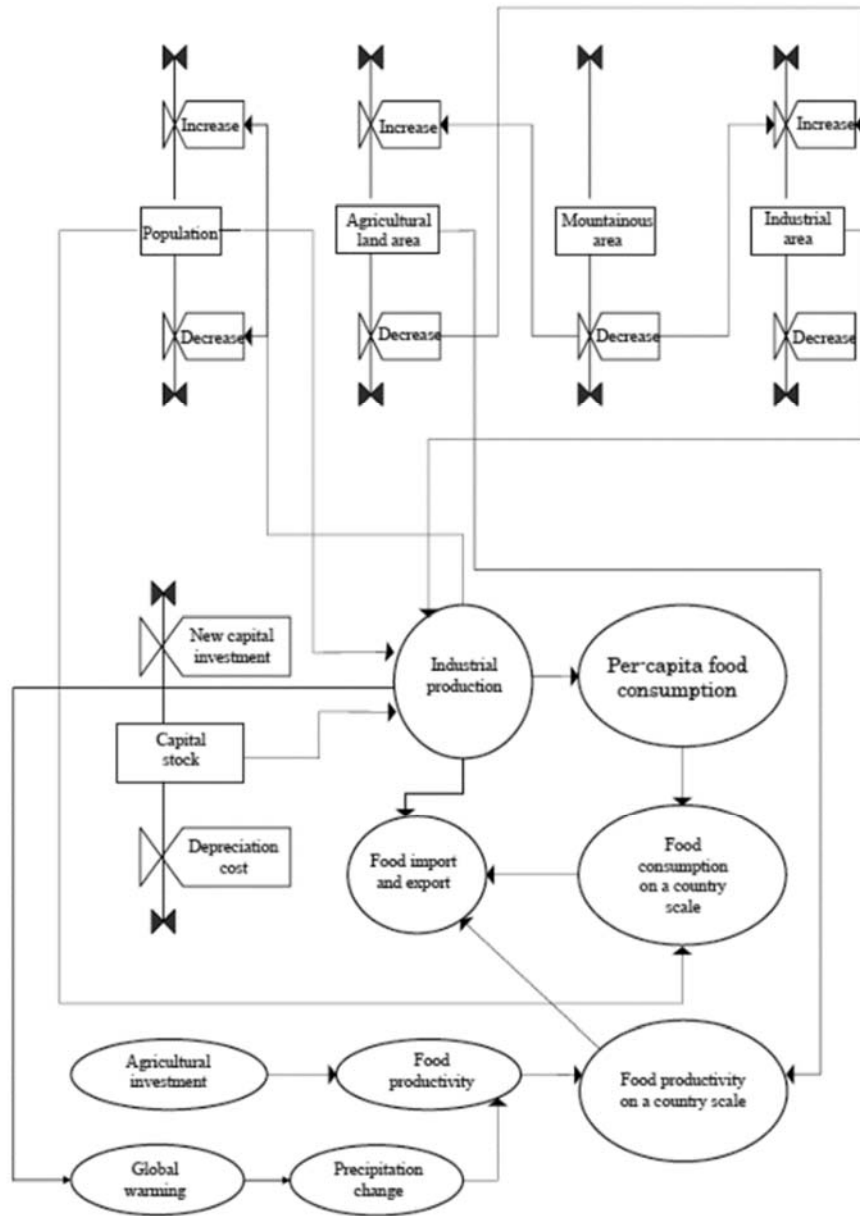 Increase
Increase
Increase
Population
Agricultural
land area
Mountainous
area
Industrial
area
Decrease
Decrease
Decrease
Decrease
New capital
investment
Industrial
production
Per-capita food
consumption
Capital
stock
Depreciation
cost
Food import
and export
Food
consumption
on a country
scale
Agricultural
investment
Food
productivity
Food productivity
on a country scale
Global
warming
Precipitation
change